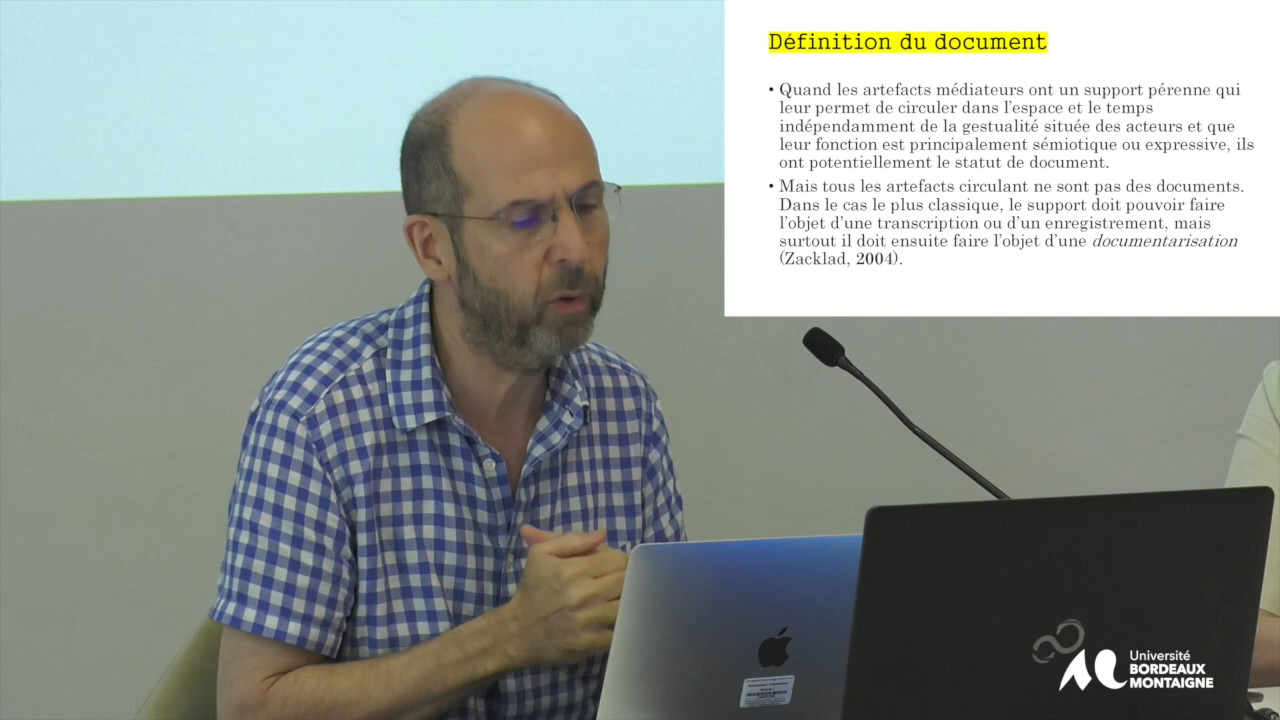 Définition du document
• Quand les artefacts médiateurs ont un support pérenne qui
leur permet de circuler dans l'espace et le temps
indépendamment de la gestualité située des acteurs et que
leur fonction est principalement sémiotique ou expressive, ils
ont potentiellement le statut de document.
• Mais tous les artefacts circulant ne sont pas des documents.
Dans le cas le plus classique, le support doit pouvoir faire
l'objet d'une transcription ou d'un enregistrement, mais
surtout il doit ensuite faire l'objet d'une documentarisation
(Zacklad, 2004).
Université
BORDEAUX
MONTAIGNE